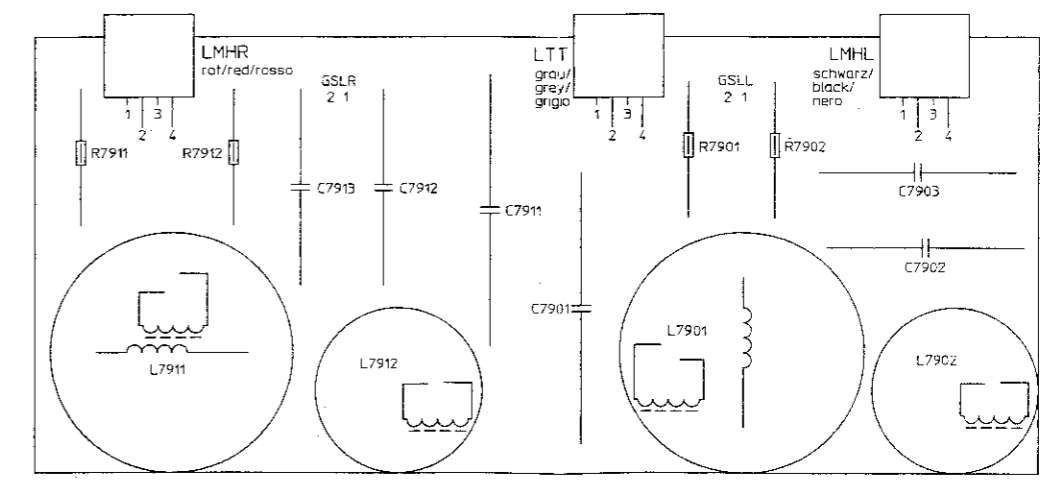 LMHR
rot/red/rosso
1 3
2 4
GSLR
2 1
LTT
grau/
grey/
grigio
1 3
2 4
GSLL
2 1
LMHL
schwarz/
black/
nero
1 3
2 4
R7911
R7912
C7913
C7912
C7911
R7901
R7902
C7903
C7902
C7901
L7911
L7912
L7901
L7902